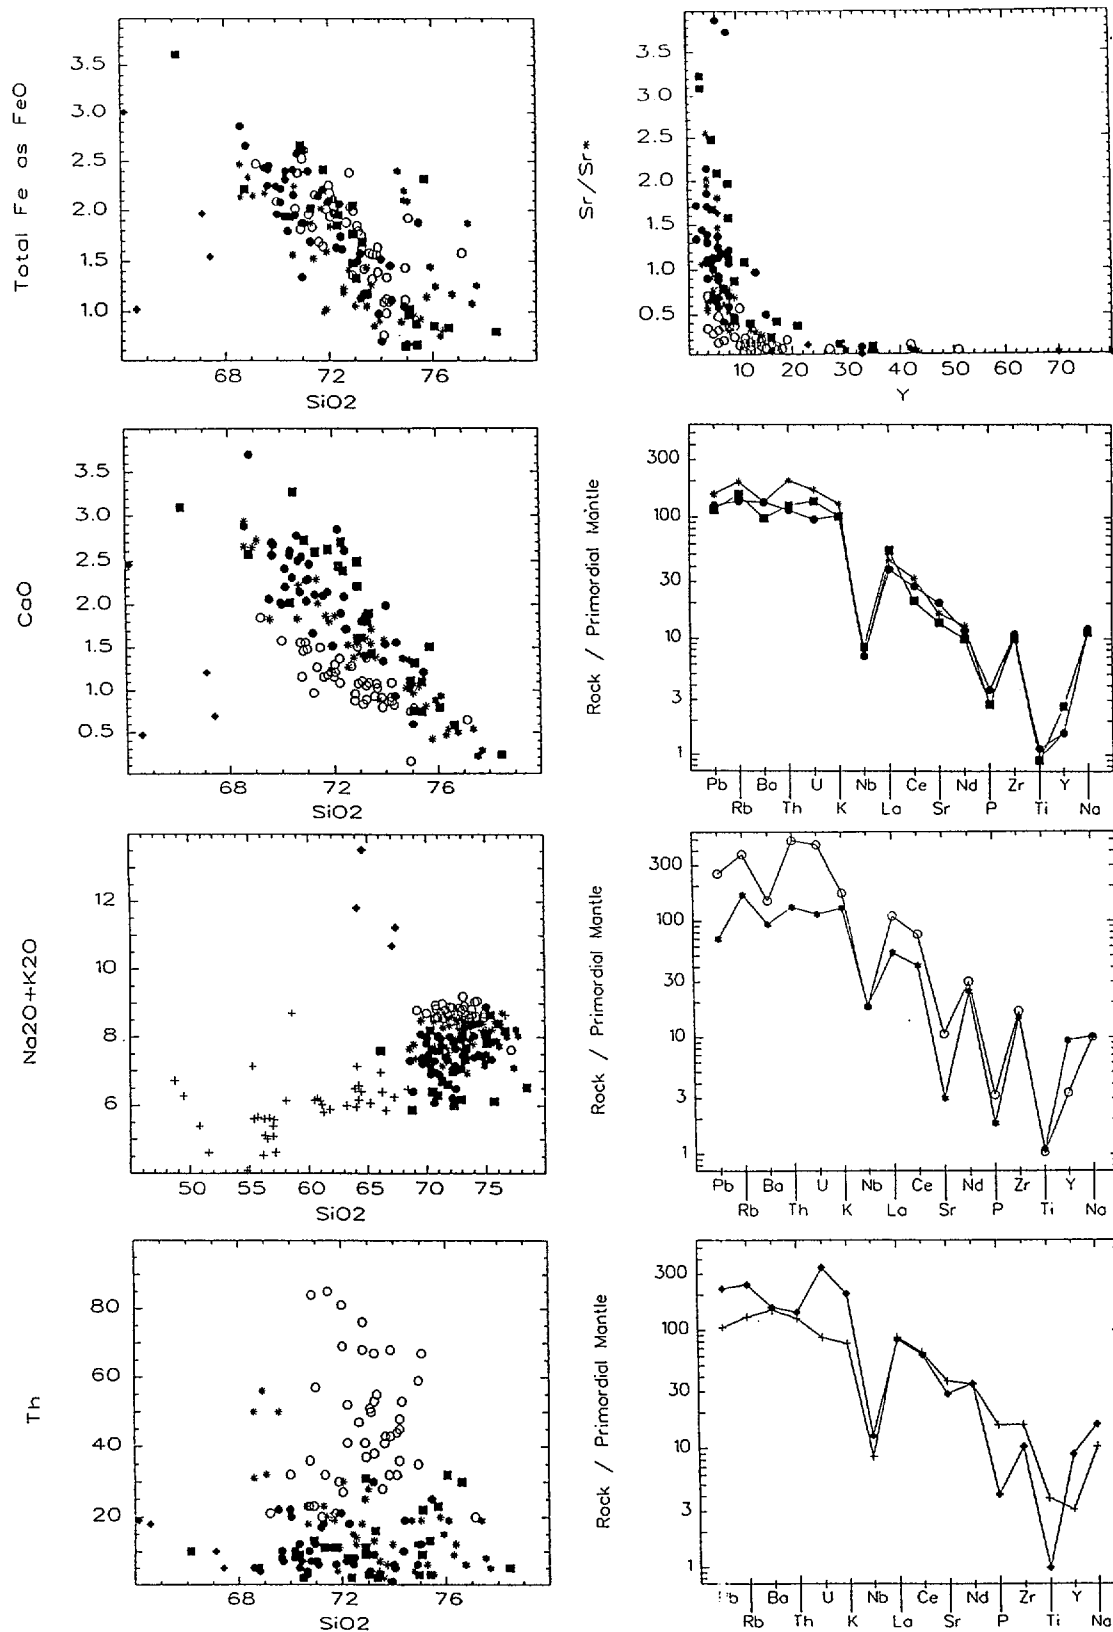 Total Fe as FeO
3.5
3.0
2.5
2.0
1.5
1.0
68 72 76
SiO2
Sr/Sr*
3.5
3.0
2.5
2.0
1.5
1.0
0.5
10 20 30 40 50 60 70
Y
CaO
3.5
3.0
2.5
2.0
1.5
1.0
0.5
68 72 76
SiO2
Rock / Primordial Mantle
300
100
30
10
3
1
Pb Ba U Nb Ce Nd Zr Y
Rb Th K La Sr P Ti Na
Na2O+K2O
12
10
8
6
50 55 60 65 70 75
SiO2
Rock / Primordial Mantle
300
100
30
10
3
1
Pb Ba U Nb Ce Nd Zr Y
Rb Th K La Sr P Ti Na
Th
80
60
40
20
68 72 76
SiO2
Rock / Primordial Mantle
300
100
30
10
3
1
Ba U Nb Ce Nd Zr Y
Rb Th K La Sr P Ti Na